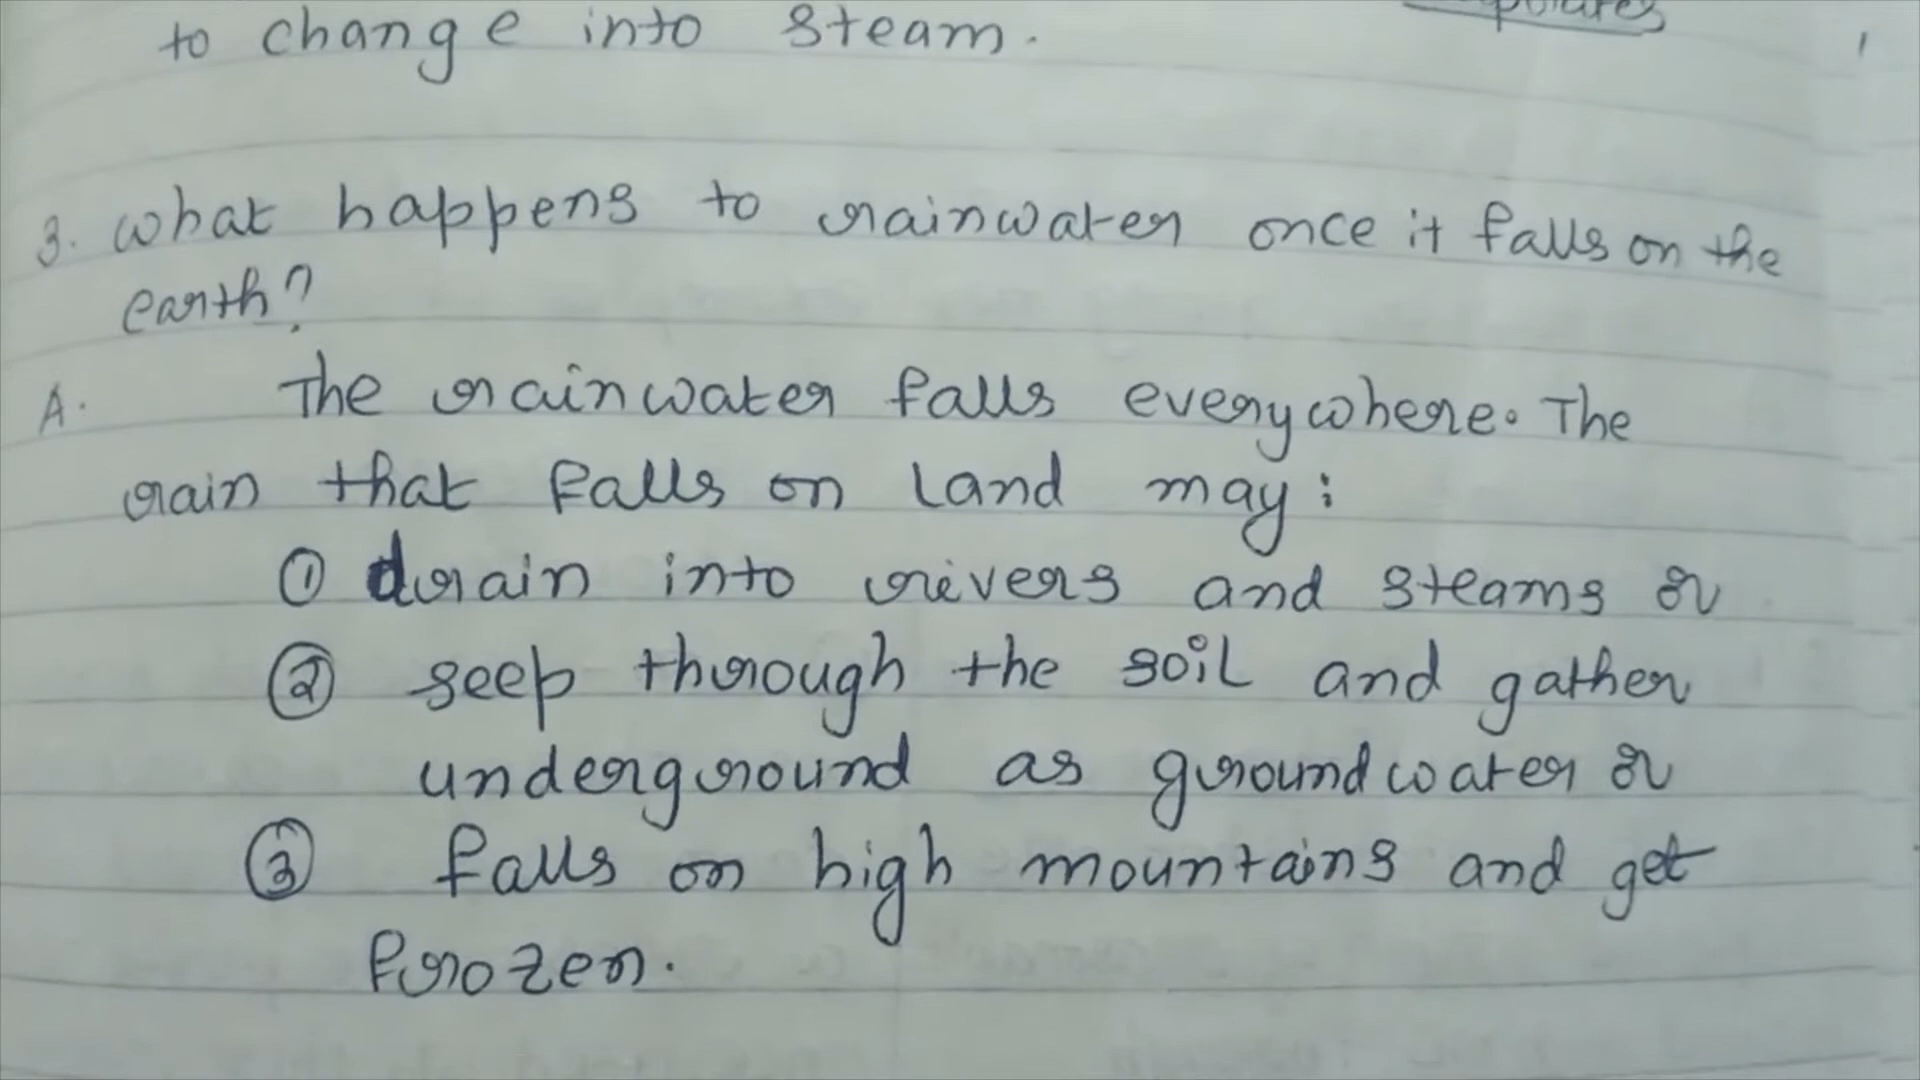 to change into steam.
3. What happens to rainwater once it falls on the
earth?
A. The rainwater falls everywhere. The
rain that falls on land may:
① drain into rivers and steams or
② seep through the soil and gather
underground as groundwater or
③ falls on high mountains and get
frozen.